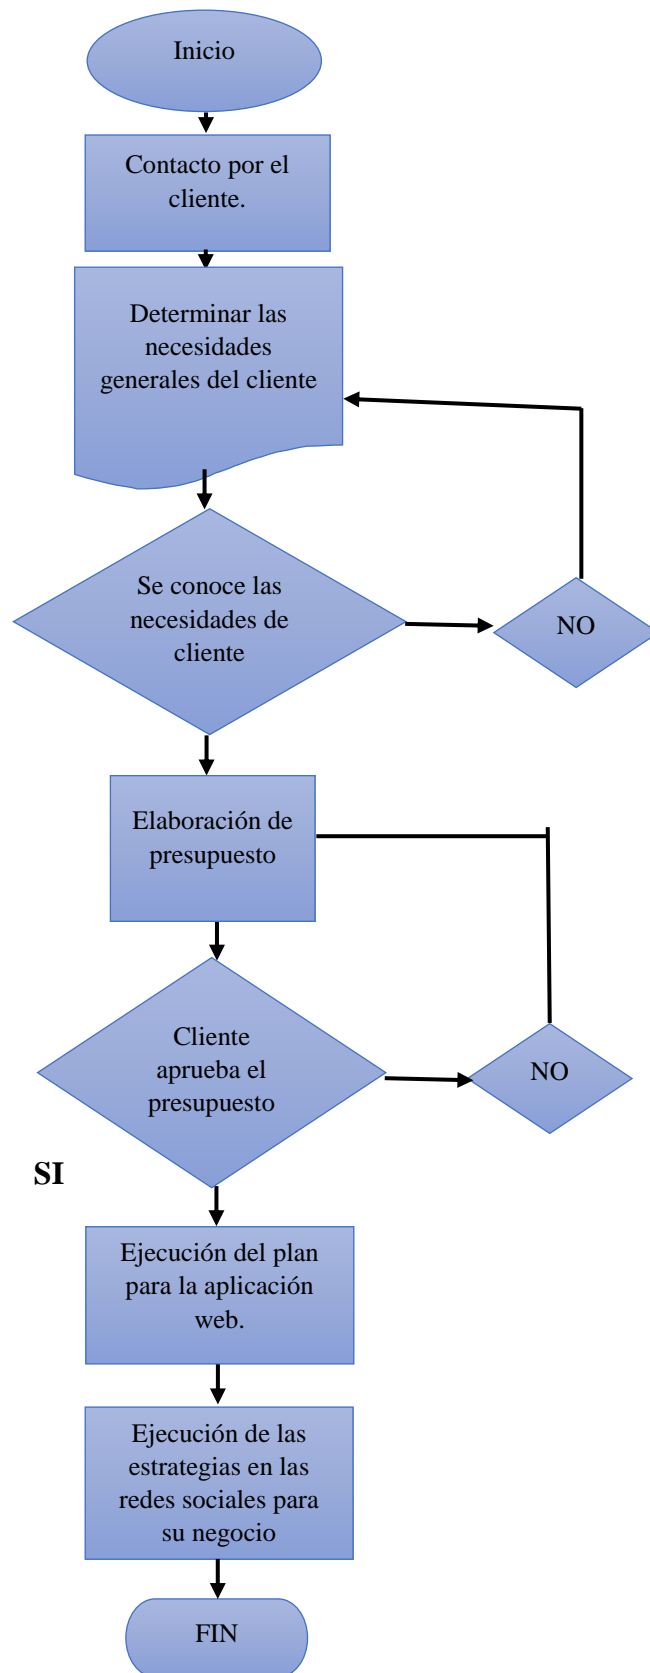 Inicio
Contacto por el
cliente.
Determinar las
necesidades
generales del cliente
Se conoce las
necesidades de
cliente
NO
Elaboración de
presupuesto
Cliente
aprueba el
presupuesto
NO
SI
Ejecución del plan
para la aplicación
web.
Ejecución de las
estrategias en las
redes sociales para
su negocio
FIN